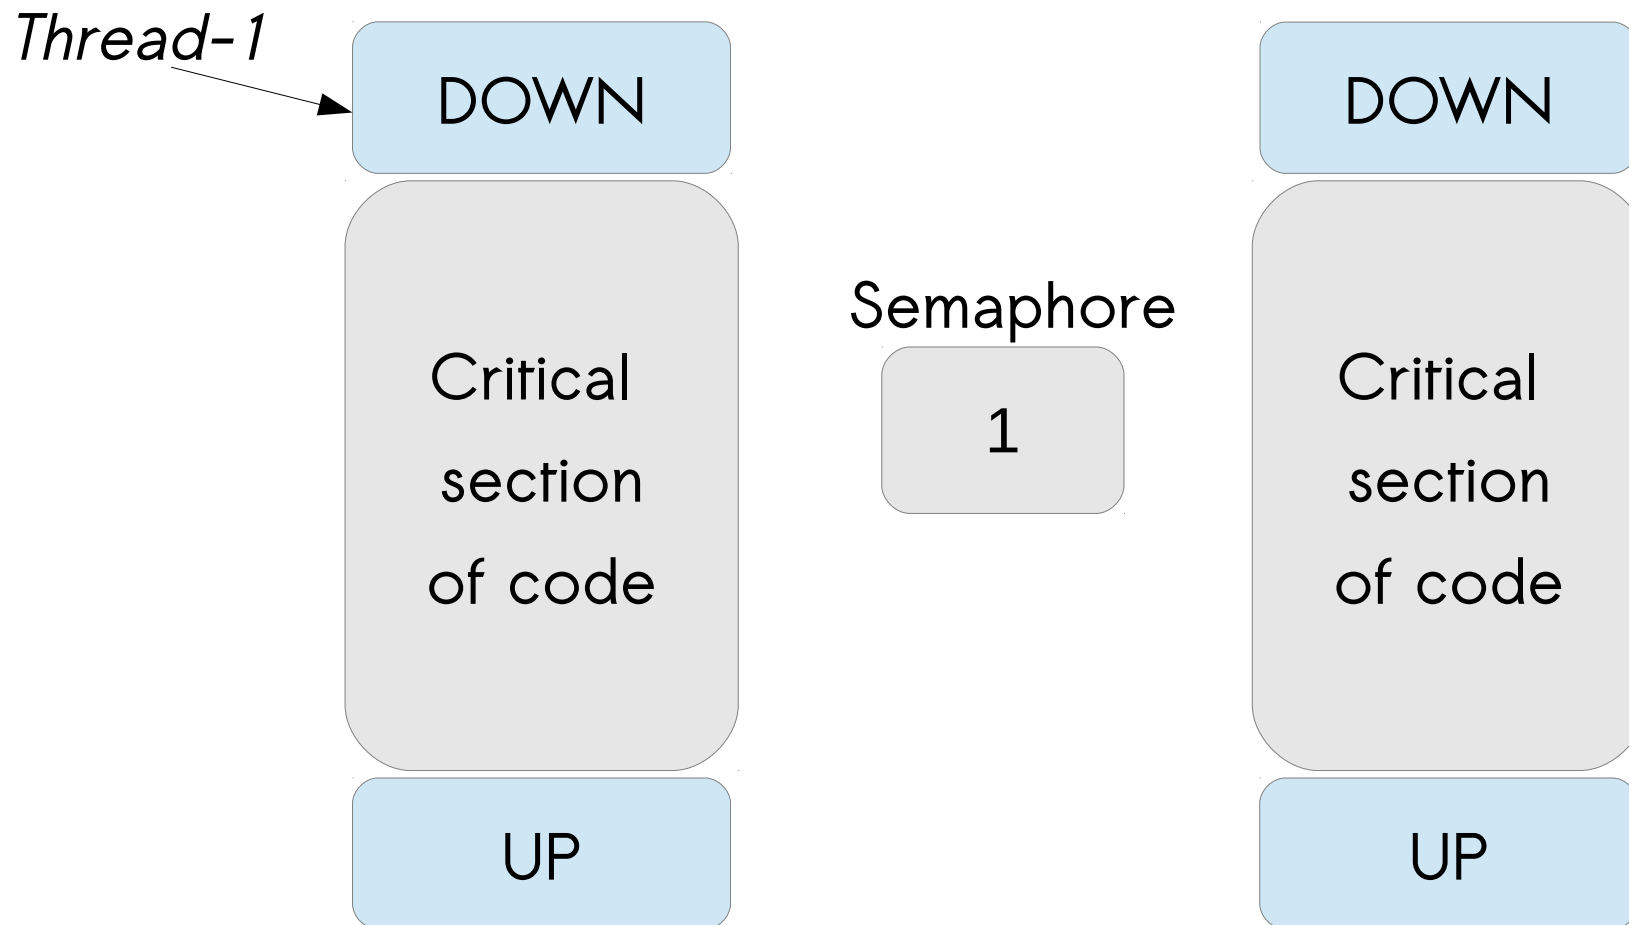 Thread-1
DOWN
Critical
section
of code
UP
Semaphore
1
DOWN
Critical
section
of code
UP